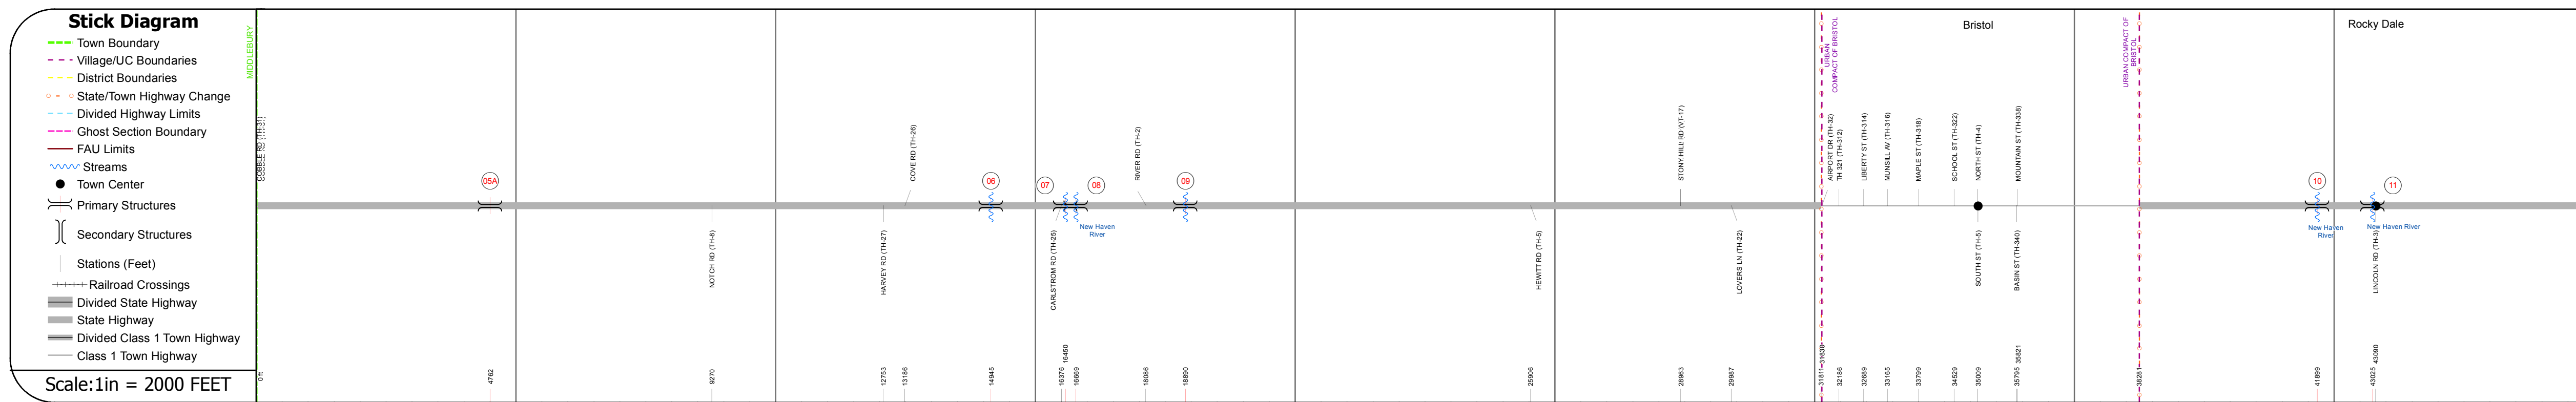 Stick Diagram
Town Boundary
Village/UC Boundaries
District Boundaries
State/Town Highway Change
Divided Highway Limits
Ghost Section Boundary
FAU Limits
Streams
Town Center
Primary Structures
Secondary Structures
Stations (Feet)
Railroad Crossings
Divided State Highway
State Highway
Divided Class 1 Town Highway
Class 1 Town Highway
Scale:1in = 2000 FEET
MIDDLEBURY
COBBLE RD (TH-31)
05A
NOTCH RD (TH-8)
HARVEY RD (TH-27)
COVE RD (TH-26)
06
07
CARLSTROM RD (TH-25)
08
New Haven
River
RIVER RD (TH-2)
09
HEWITT RD (TH-5)
STONY HILL RD (VT-17)
LOVERS LN (TH-22)
URBAN
COMPACT OF BRISTOL
AIRPORT DR (TH-32)
TH 321 (TH-312)
LIBERTY ST (TH-314)
MUNSILL AV (TH-316)
MAPLE ST (TH-318)
SCHOOL ST (TH-322)
Bristol
NORTH ST (TH-4)
SOUTH ST (TH-5)
MOUNTAIN ST (TH-338)
BASIN ST (TH-340)
URBAN COMPACT OF
BRISTOL
Rocky Dale
10
New Haven
River
11
New Haven River
LINCOLN RD (TH-3)
0 ft
4762
9270
12753
13186
14945
16376
16450
16669
18086
18890
25906
28963
29987
31811
31830
32186
32689
33165
33799
34529
35009
35795
35821
38281
41899
43025
43090